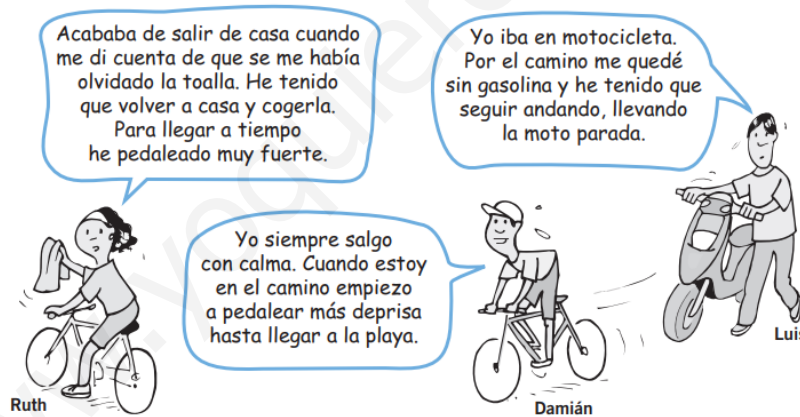 Acababa de salir de casa cuando
me di cuenta de que se me había
olvidado la toalla. He tenido
que volver a casa y cogerla.
Para llegar a tiempo
he pedaleado muy fuerte.
Yo iba en motocicleta.
Por el camino me quedé
sin gasolina y he tenido que
seguir andando, llevando
la moto parada.
Yo siempre salgo
con calma. Cuando estoy
en el camino empiezo
a pedalear más deprisa
hasta llegar a la playa.
Ruth
Damián
Luis